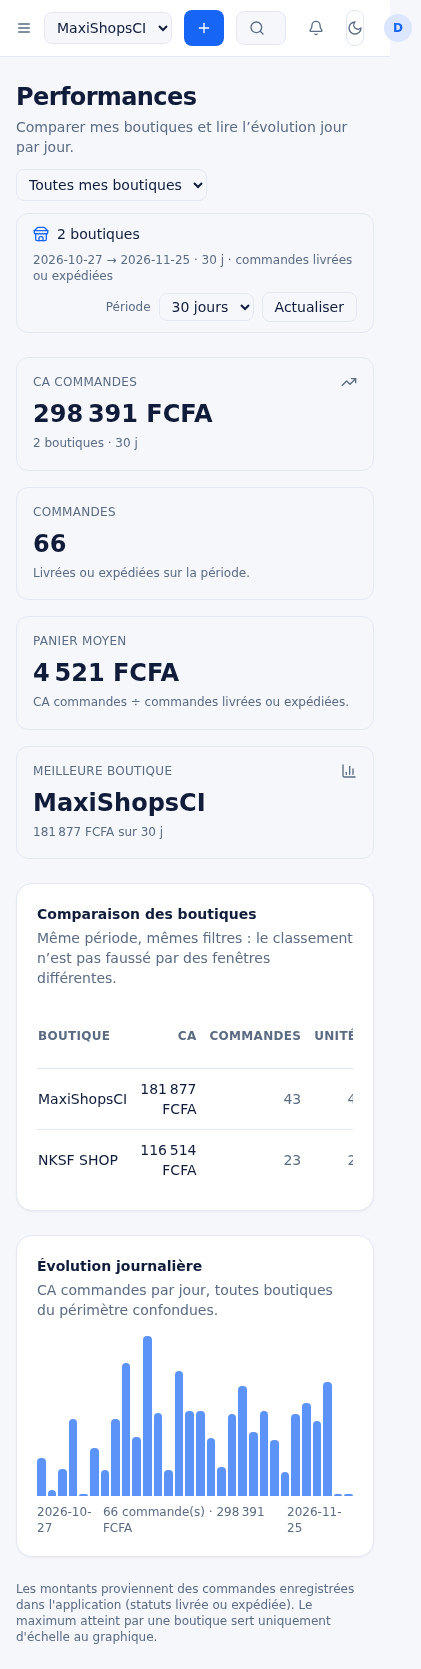 MaxiShopsCI
D
Performances
Comparer mes boutiques et lire l’évolution jour
par jour.
Toutes mes boutiques
2 boutiques
2026-10-27 → 2026-11-25 · 30 j · commandes livrées
ou expédiées
Période
30 jours
Actualiser
CA COMMANDES
298 391 FCFA
2 boutiques · 30 j
COMMANDES
66
Livrées ou expédiées sur la période.
PANIER MOYEN
4 521 FCFA
CA commandes ÷ commandes livrées ou expédiées.
MEILLEURE BOUTIQUE
MaxiShopsCI
181 877 FCFA sur 30 j
Comparaison des boutiques
Même période, mêmes filtres : le classement
n’est pas faussé par des fenêtres
différentes.
BOUTIQUE CA COMMANDES UNITÉ
MaxiShopsCI 181 877 FCFA 43
NKSF SHOP 116 514 FCFA 23
Évolution journalière
CA commandes par jour, toutes boutiques
du périmètre confondues.
2026-10-27
66 commande(s) · 298 391 FCFA
2026-11-25
Les montants proviennent des commandes enregistrées
dans l'application (statuts livrée ou expédiée). Le
maximum atteint par une boutique sert uniquement
d'échelle au graphique.